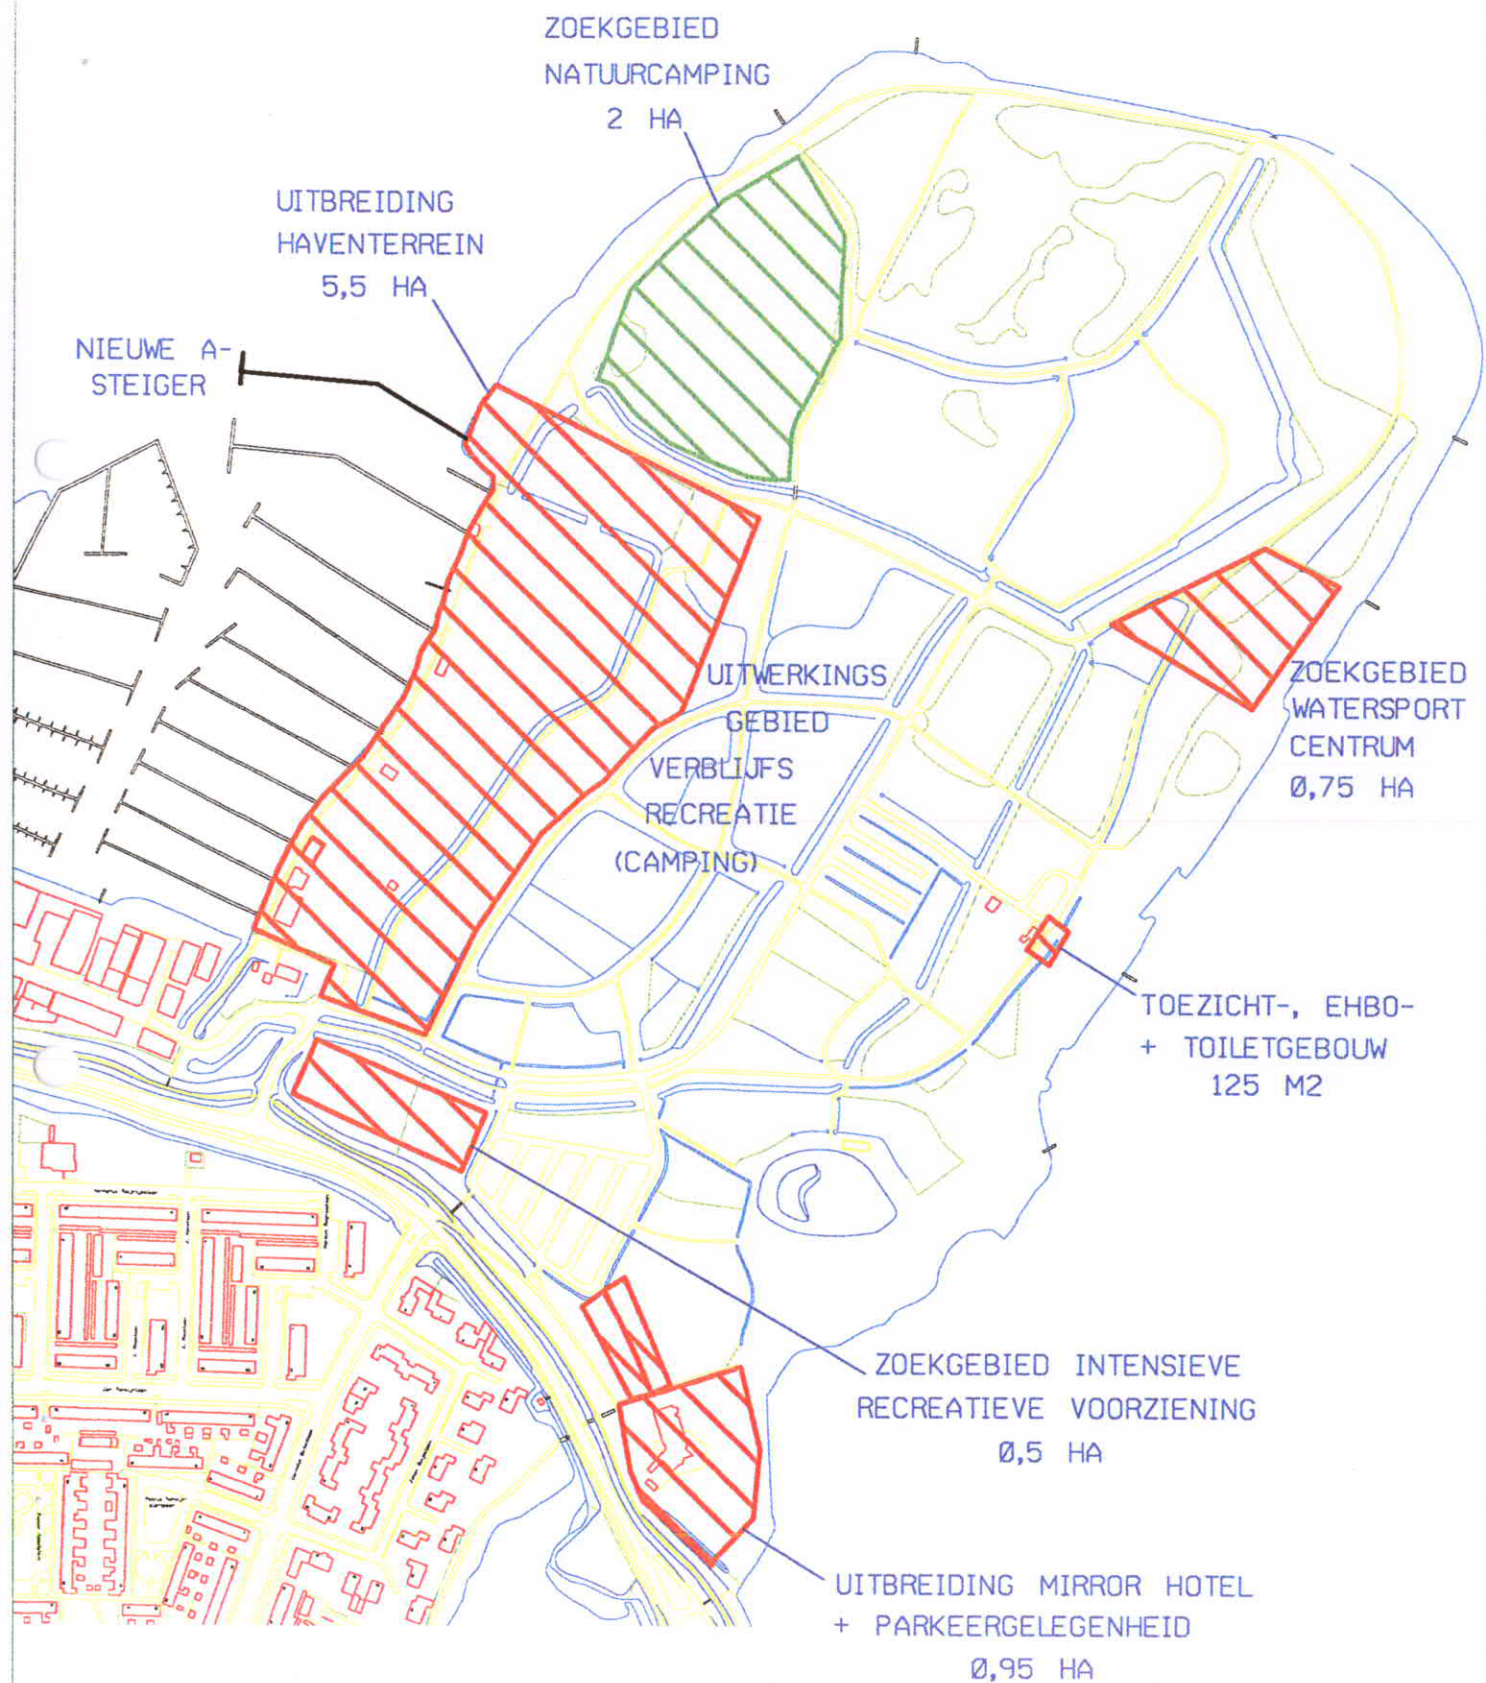 ZOEKGEBIED
NATUURCAMPING
2 HA
UITBREIDING
HAVENTERREIN
5,5 HA
NIEUWE A-
STEIGER
UITWERKINGS
GEBIED
VERBLIJFS
RECREATIE
(CAMPING)
ZOEKGEBIED
WATERSPORT
CENTRUM
0,75 HA
TOEZICHT-, EHBO-
+ TOILETGEBOUW
125 M2
ZOEKGEBIED INTENSIEVE
RECREATIEVE VOORZIENING
0,5 HA
UITBREIDING MIRROR HOTEL
+ PARKEERGELEGENHEID
0,95 HA